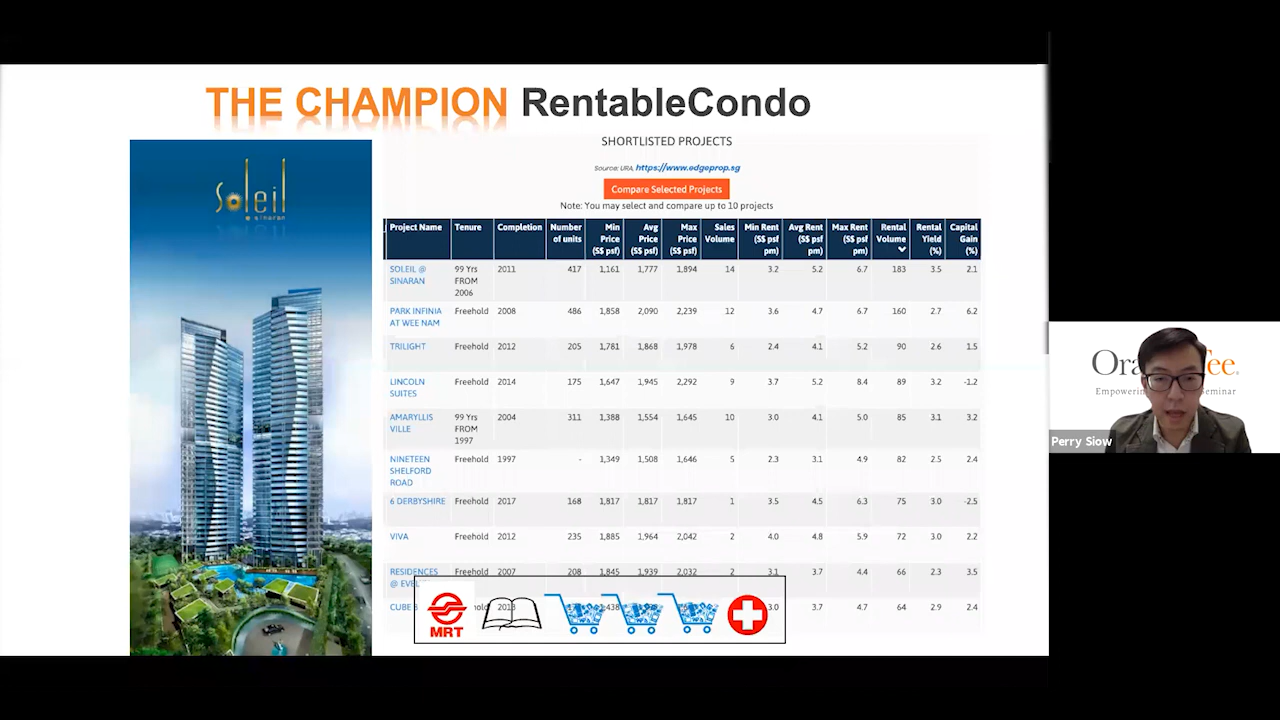 THE CHAMPION RentableCondo
Soleil
@ sinaran
SHORTLISTED PROJECTS
Source: URA, https://www.edgeprop.sg
Compare Selected Projects
Note: You may select and compare up to 10 projects
Project Name Tenure Completion Number of units Min Price (S$ psf) Avg Price (S$ psf) Max Price (S$ psf) Sales Volume Min Rent (S$ psf pm) Avg Rent (S$ psf pm) Max Rent (S$ psf pm) Rental Volume Rental Yield (%) Capital Gain (%)
SOLEIL @ SINARAN 99 Yrs FROM 2006 2011 417 1,161 1,777 1,894 14 3.2 5.2 6.7 183 3.5 2.1
PARK INFINIA AT WEE NAM Freehold 2008 486 1,858 2,090 2,239 12 3.6 4.7 6.7 160 2.7 6.2
TRILIGHT Freehold 2012 205 1,781 1,868 1,978 6 2.4 4.1 5.2 90 2.6 1.5
LINCOLN SUITES Freehold 2014 175 1,647 1,945 2,292 9 3.7 5.2 8.4 89 3.2 -1.2
AMARYLLIS VILLE 99 Yrs FROM 1997 2004 311 1,388 1,554 1,645 10 3.0 4.1 5.0 85 3.1 3.2
NINETEEN SHELFORD ROAD Freehold 1997 - 1,349 1,508 1,646 5 2.3 3.1 4.9 82 2.5 2.4
6 DERBYSHIRE Freehold 2017 168 1,817 1,817 1,817 1 3.5 4.5 6.3 75 3.0 -2.5
VIVA Freehold 2012 235 1,885 1,964 2,042 2 4.0 4.8 5.9 72 3.0 2.2
RESIDENCES @ Freehold 2007 208 1,845 1,939 2,032 2 3.1 3.7 4.4 66 2.3 3.5
CUBE 3.0 3.7 4.7 64 2.9 2.4
MRT
Perry Siow